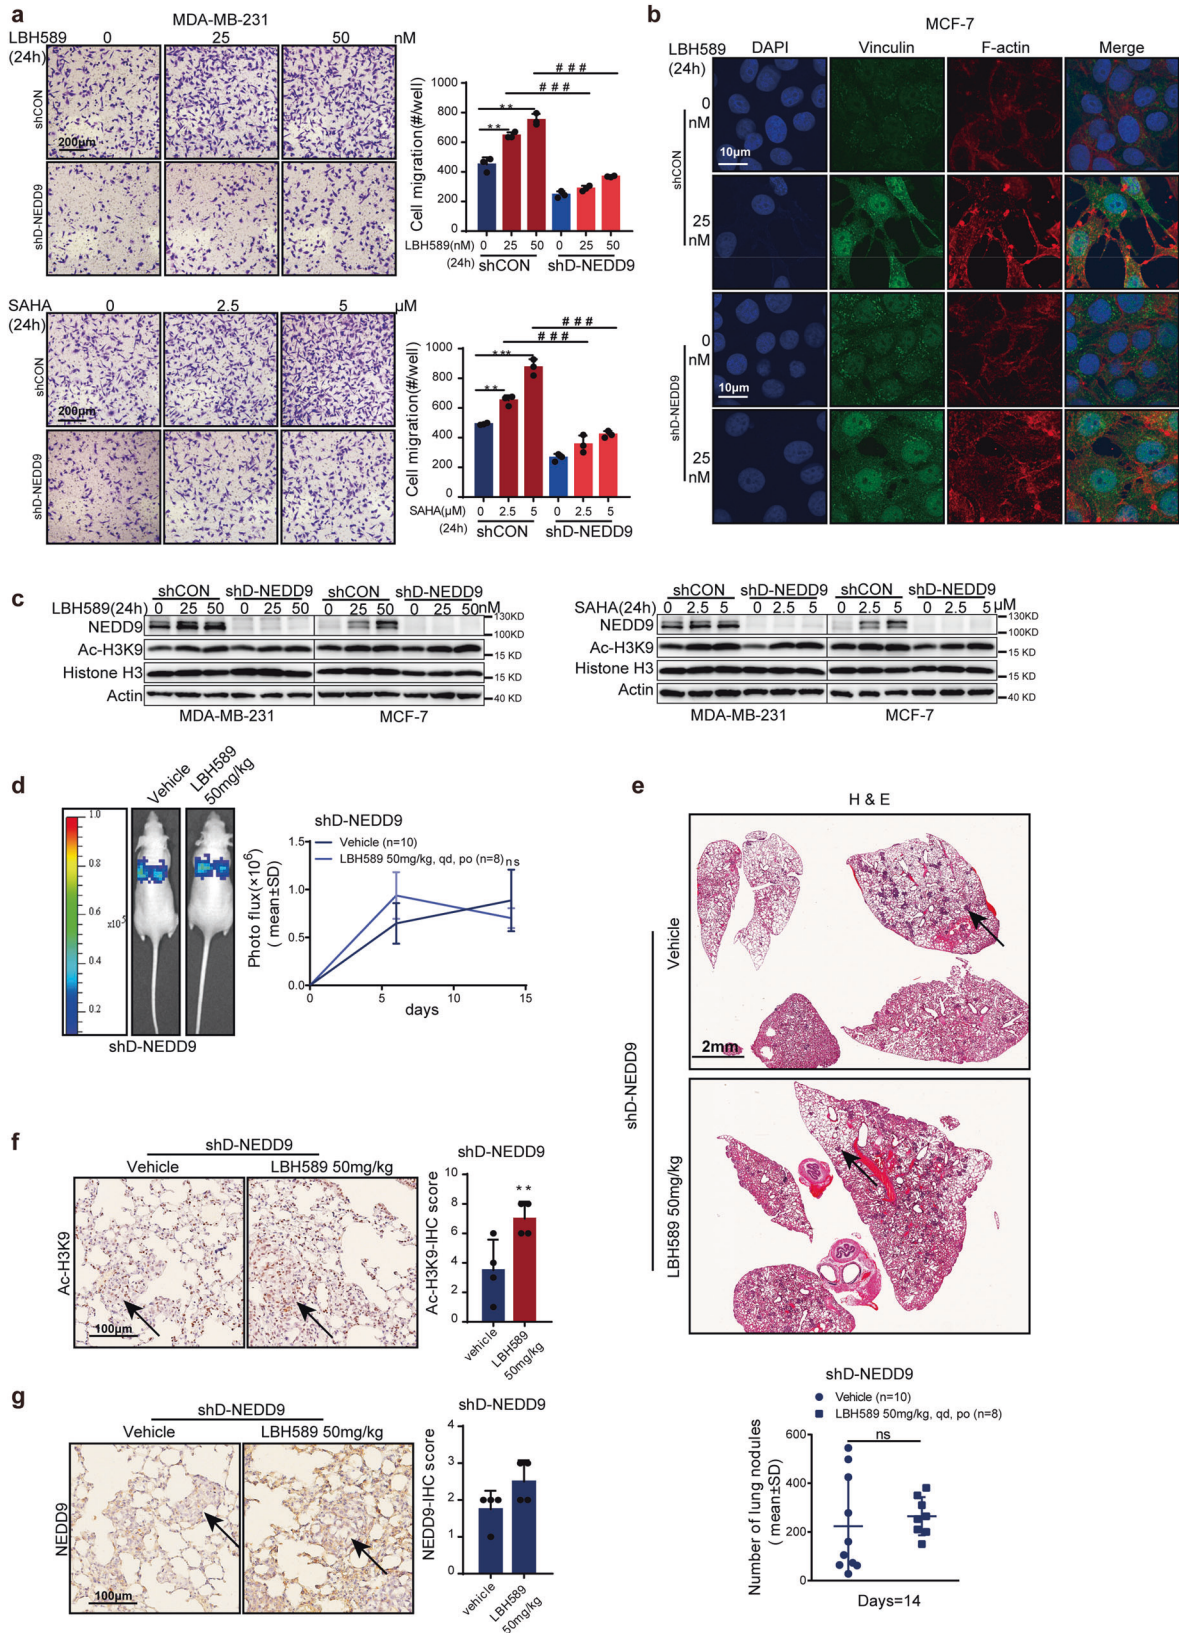 a
MDA-MB-231
LBH589 0 25 50 nM
(24h)
shCON
200μm
shD-NEDD9
Cell migration(#/well)
1000
800
600
400
200
0
** ** ### ###
LBH589(nM) 0 25 50 0 25 50
(24h) shCON shD-NEDD9
SAHA 0 2.5 5 μM
(24h)
shCON
200μm
shD-NEDD9
Cell migration(#/well)
1000
800
600
400
200
0
** *** ### ###
SAHA(μM) 0 2.5 5 0 2.5 5
(24h) shCON shD-NEDD9
b
MCF-7
LBH589 DAPI Vinculin F-actin Merge
(24h)
0
nM
10μm
shCON
25
nM
0
nM
10μm
shD-NEDD9
25
nM
c
shCON shD-NEDD9 shCON shD-NEDD9
LBH589(24h) 0 25 50 0 25 50 0 25 50 0 25 50 nM
NEDD9 130KD
100KD
Ac-H3K9 15 KD
Histone H3 15 KD
Actin 40 KD
MDA-MB-231 MCF-7
shCON shD-NEDD9 shCON shD-NEDD9
SAHA(24h) 0 2.5 5 0 2.5 5 0 2.5 5 0 2.5 5 μM
NEDD9 130KD
100KD
Ac-H3K9 15 KD
Histone H3 15 KD
Actin 40 KD
MDA-MB-231 MCF-7
d
Vehicle
LBH589
50mg/kg
1.0
0.8
0.6
x10⁻⁵
0.4
0.2
shD-NEDD9
shD-NEDD9
Vehicle (n=10)
LBH589 50mg/kg, qd, po (n=8)
ns
Photo flux(×10⁶)
( mean±SD)
1.5
1.0
0.5
0.0
0 5 10 15
days
e
H & E
Vehicle
2mm
shD-NEDD9
LBH589 50mg/kg
shD-NEDD9
Vehicle (n=10)
LBH589 50mg/kg, qd, po (n=8)
ns
Number of lung nodules
( mean±SD)
600
400
200
0
Days=14
f
shD-NEDD9
Vehicle LBH589 50mg/kg
Ac-H3K9
100μm
shD-NEDD9
Ac-H3K9-IHC score
10
8
6
4
2
0
**
vehicle
LBH589
50mg/kg
g
shD-NEDD9
Vehicle LBH589 50mg/kg
NEDD9
100μm
shD-NEDD9
NEDD9-IHC score
4
3
2
1
0
vehicle
LBH589
50mg/kg